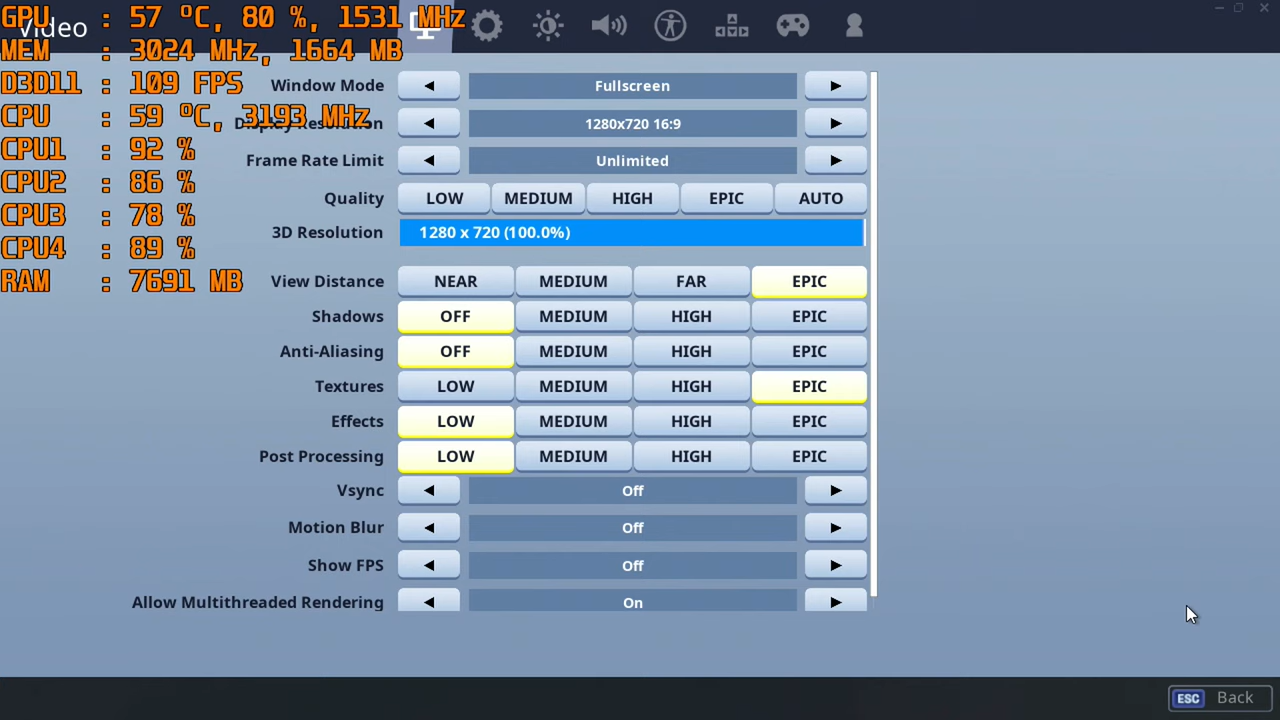 Video
GPU : 57 ºC, 80 %, 1531 MHz
MEM : 3024 MHz, 1664 MB
D3D11 : 109 FPS
CPU : 59 ºC, 3193 MHz
CPU1 : 92 %
CPU2 : 86 %
CPU3 : 78 %
CPU4 : 89 %
RAM : 7691 MB
Window Mode Fullscreen
Display Resolution 1280x720 16:9
Frame Rate Limit Unlimited
Quality LOW MEDIUM HIGH EPIC AUTO
3D Resolution 1280 x 720 (100.0%)
View Distance NEAR MEDIUM FAR EPIC
Shadows OFF MEDIUM HIGH EPIC
Anti-Aliasing OFF MEDIUM HIGH EPIC
Textures LOW MEDIUM HIGH EPIC
Effects LOW MEDIUM HIGH EPIC
Post Processing LOW MEDIUM HIGH EPIC
Vsync Off
Motion Blur Off
Show FPS Off
Allow Multithreaded Rendering On
ESC Back